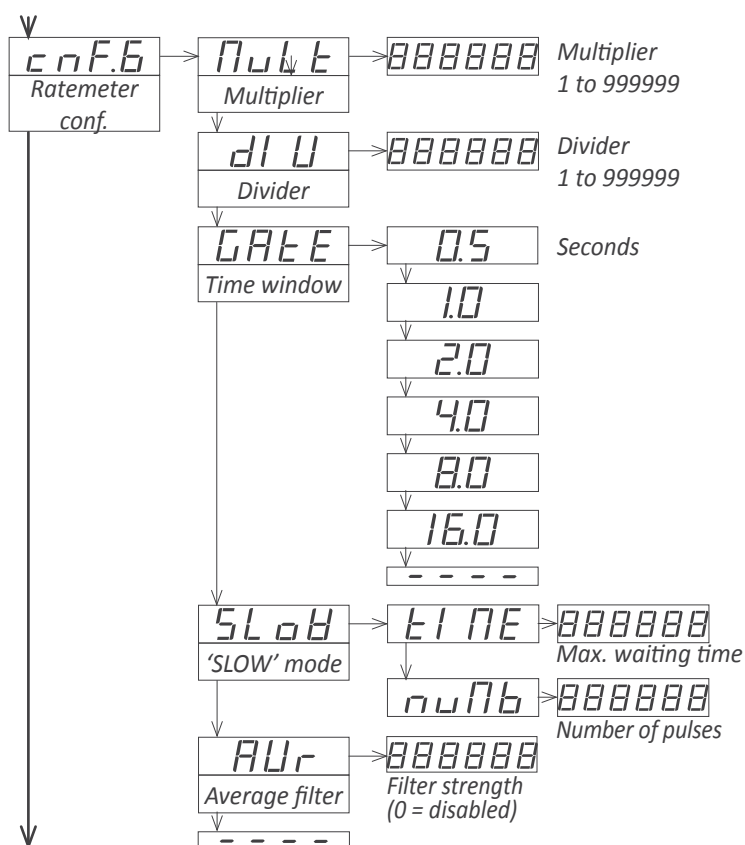 cnF.6
Ratemeter
conf.
MuLt
Multiplier
888888
Multiplier
1 to 999999
dIV
Divider
888888
Divider
1 to 999999
GAtE
Time window
0.5
Seconds
1.0
2.0
4.0
8.0
16.0
- - - -
SLoW
'SLOW' mode
tIME
888888
Max. waiting time
nuMb
888888
Number of pulses
AVr
Average filter
888888
Filter strength
(0 = disabled)
- - - -